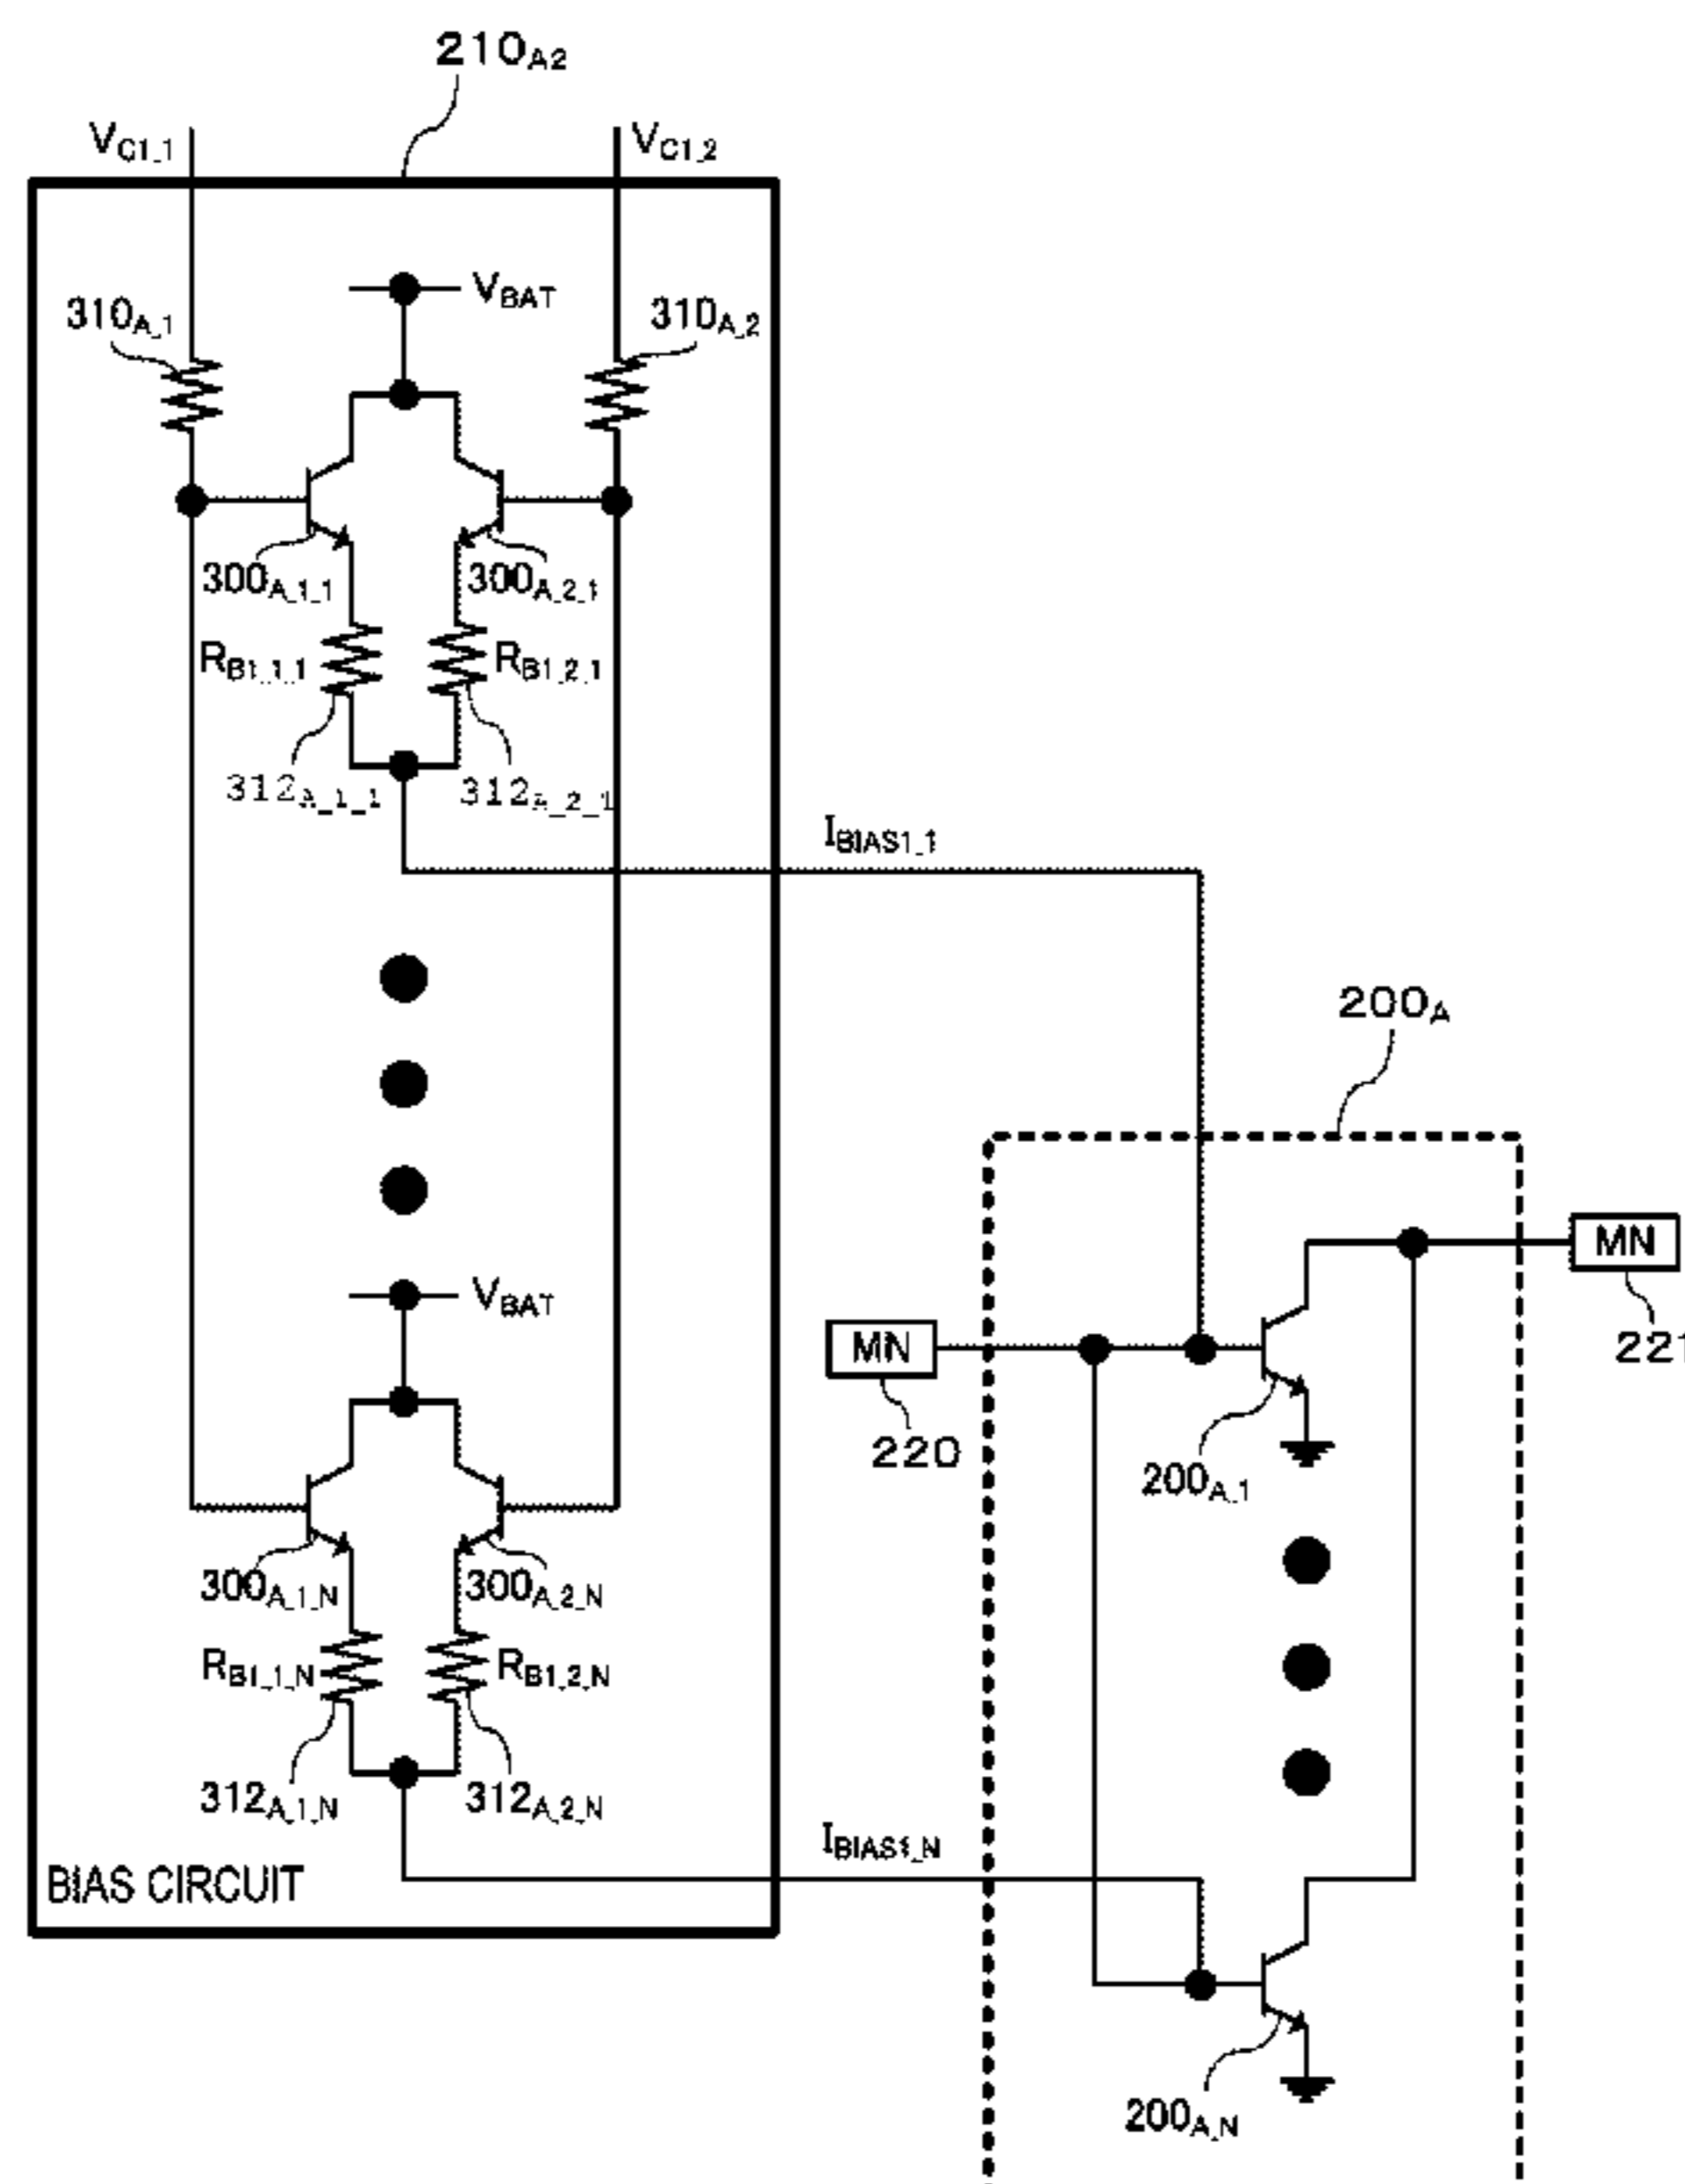 210A2
VC1_1 VC1_2
VBAT
310A_1 310A_2
300A_1_1 300A_2_1
RB1_1_1 RB1_2_1
312A_1_1 312A_2_1
IBIAS1_1
200A
VBAT
MN
MN
221
220
200A_1
300A_1_N 300A_2_N
RB1_1_N RB1_2_N
312A_1_N 312A_2_N
IBIAS1_N
BIAS CIRCUIT
200A_N